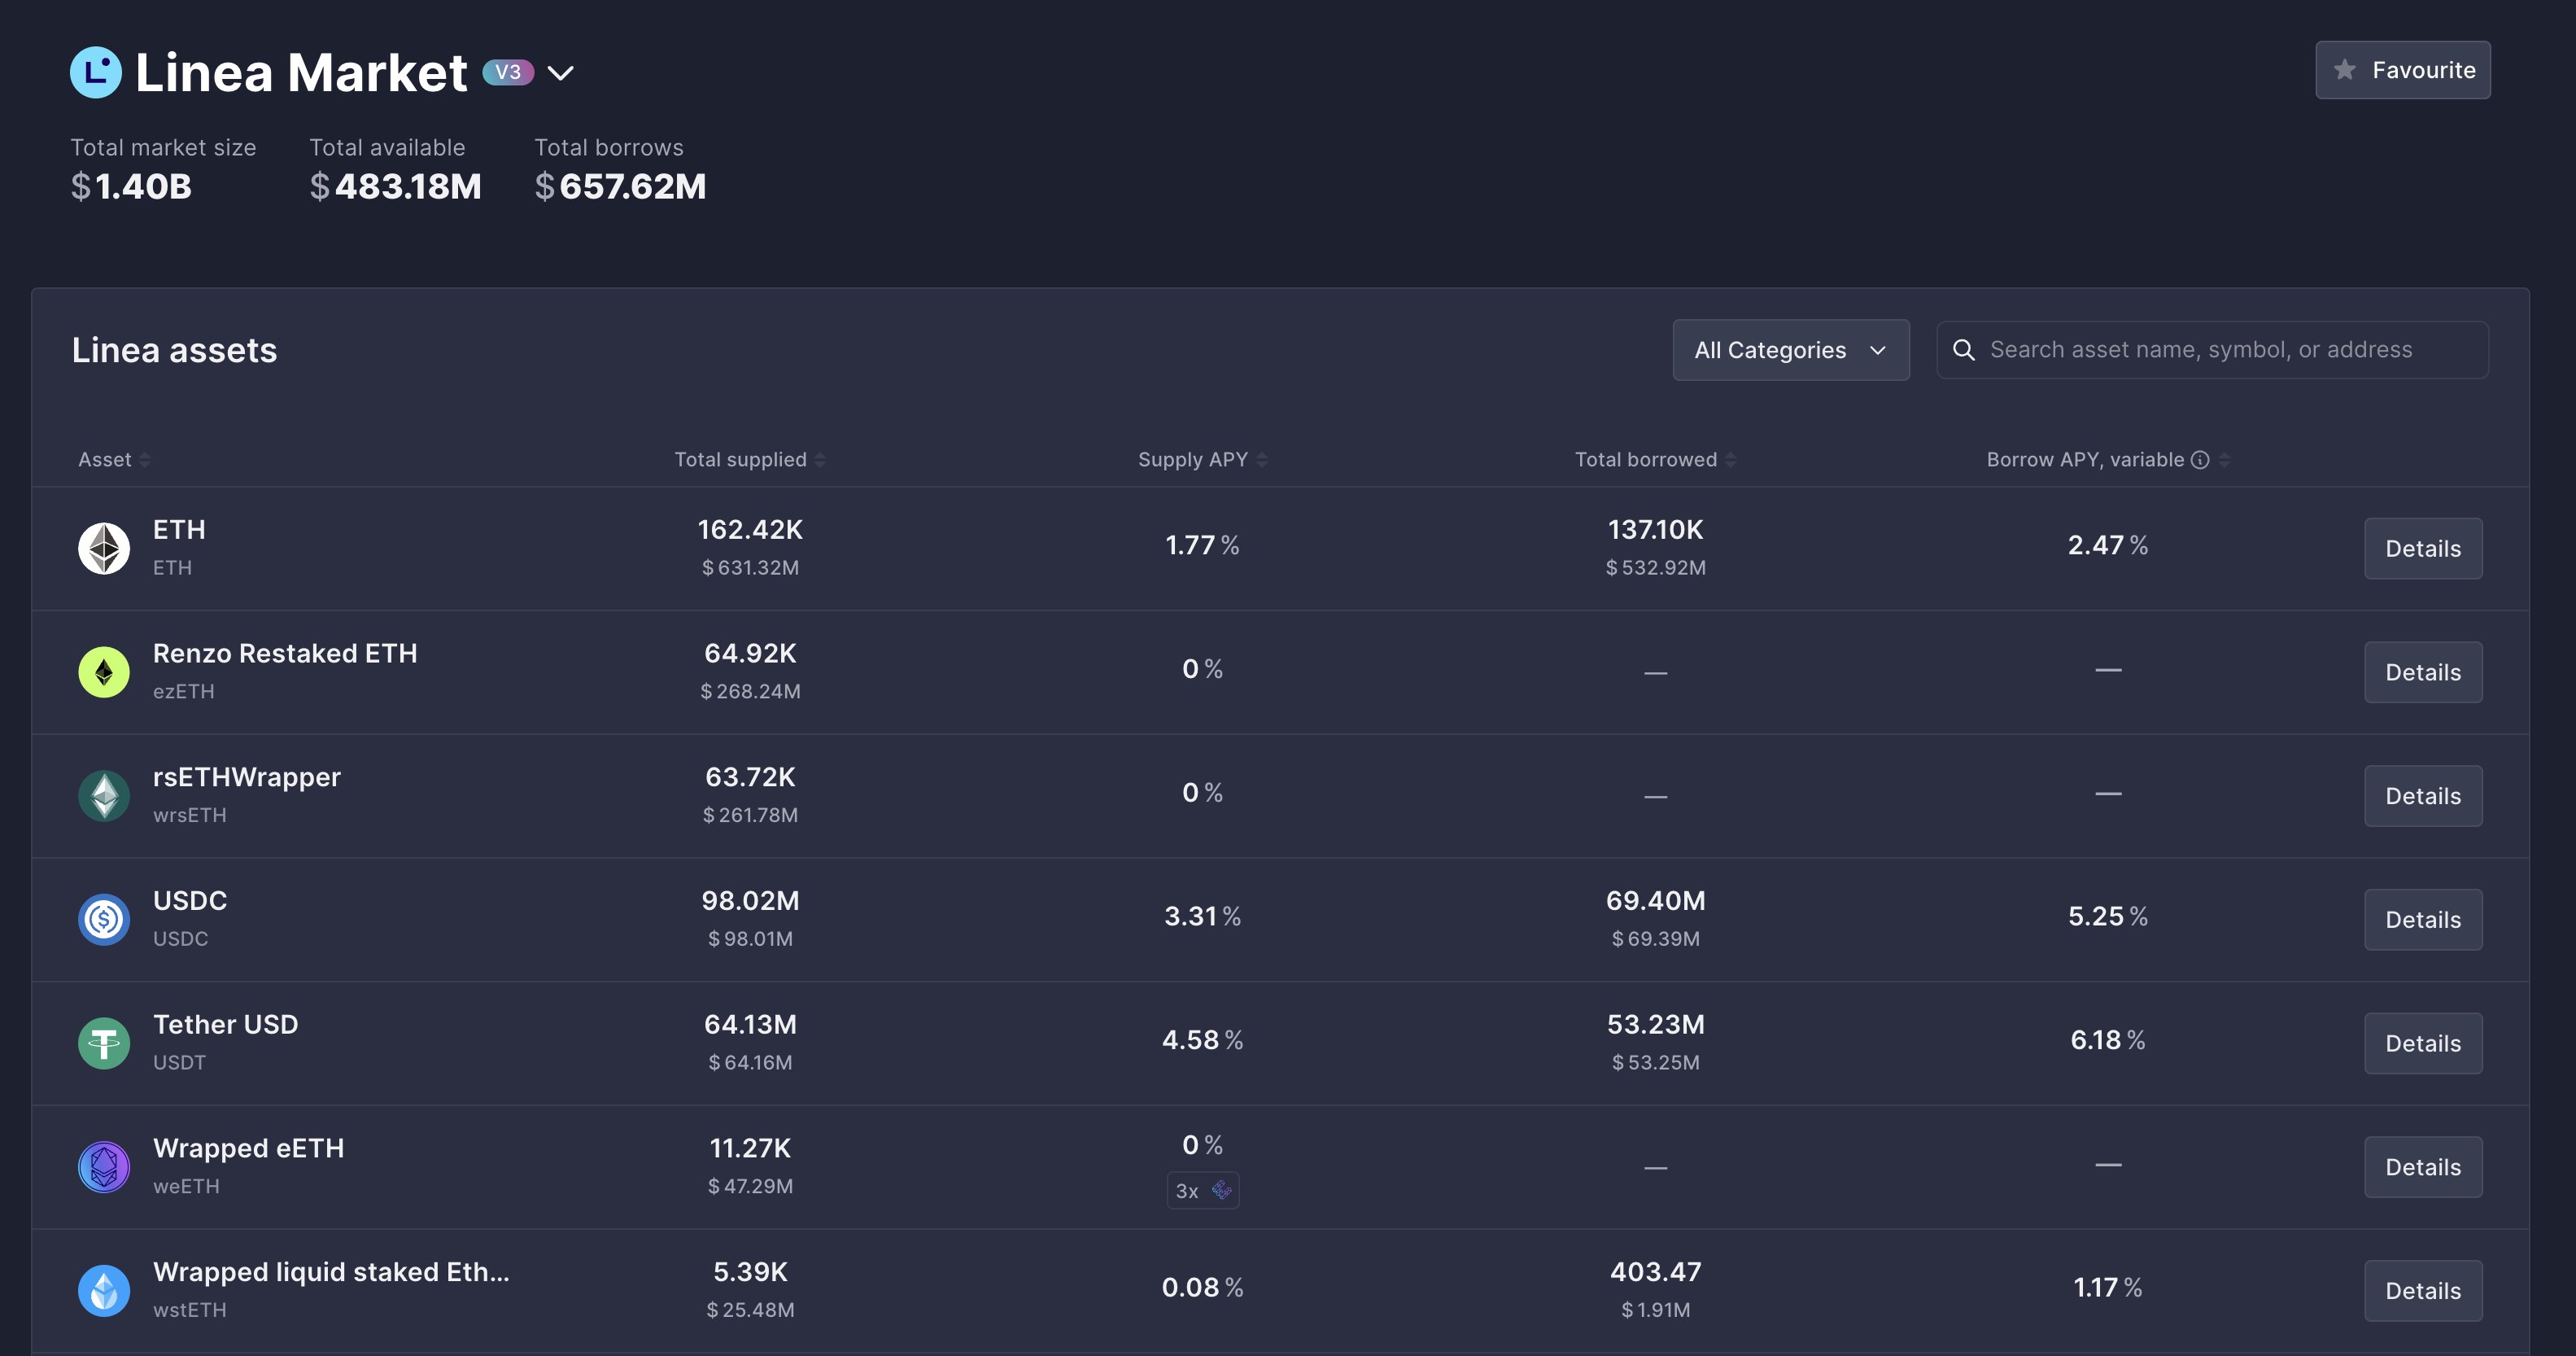 Linea Market V3
Favourite
Total market size Total available Total borrows
$1.40B $483.18M $657.62M
Linea assets
All Categories
Search asset name, symbol, or address
Asset Total supplied Supply APY Total borrowed Borrow APY, variable
ETH 162.42K 1.77% 137.10K 2.47% Details
ETH $631.32M $532.92M
Renzo Restaked ETH 64.92K 0% — — Details
ezETH $268.24M
rsETHWrapper 63.72K 0% — — Details
wrsETH $261.78M
USDC 98.02M 3.31% 69.40M 5.25% Details
USDC $98.01M $69.39M
Tether USD 64.13M 4.58% 53.23M 6.18% Details
USDT $64.16M $53.25M
Wrapped eETH 11.27K 0% — — Details
weETH $47.29M 3x
Wrapped liquid staked Eth... 5.39K 0.08% 403.47 1.17% Details
wstETH $25.48M $1.91M